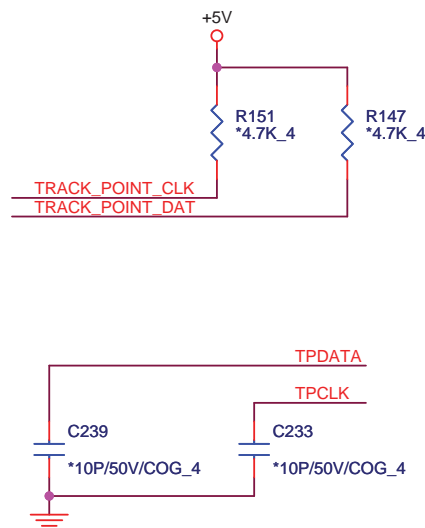 +5V
R151
*4.7K_4
R147
*4.7K_4
TRACK_POINT_CLK
TRACK_POINT_DAT
TPDATA
TPCLK
C239
*10P/50V/COG_4
C233
*10P/50V/COG_4